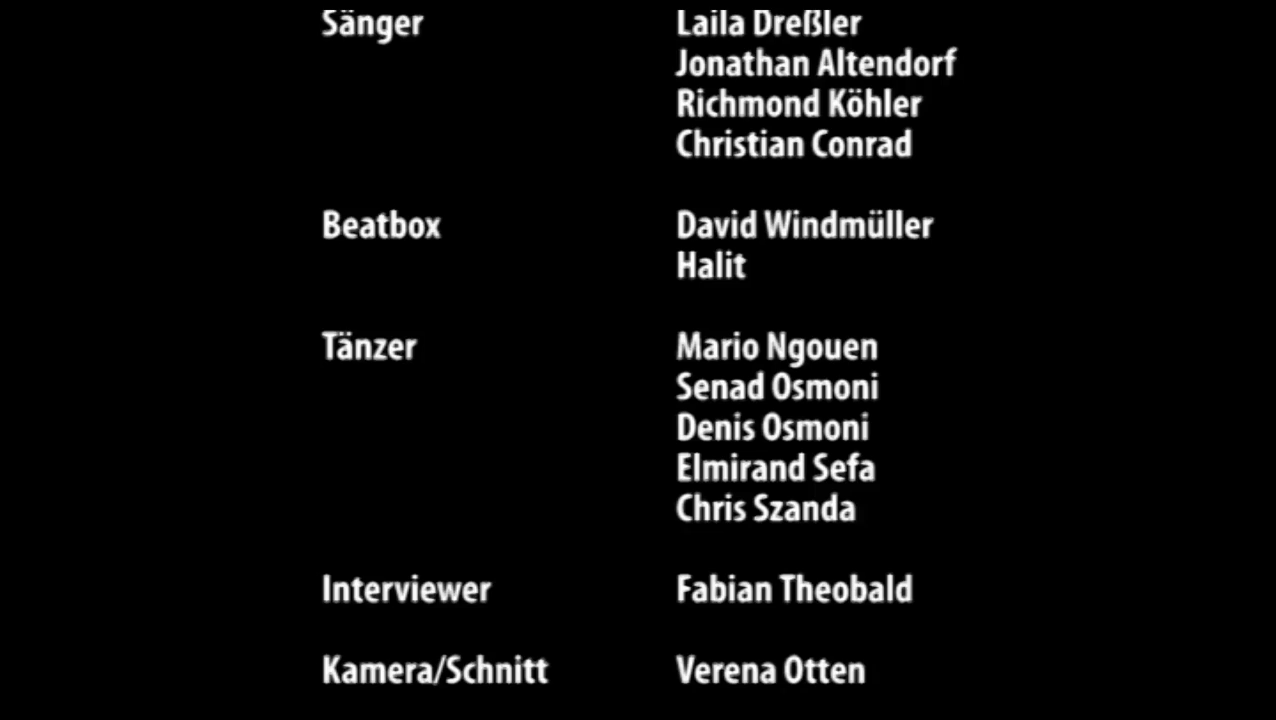 Sänger Laila Dreßler
Jonathan Altendorf
Richmond Köhler
Christian Conrad
Beatbox David Windmüller
Halit
Tänzer Mario Ngouen
Senad Osmoni
Denis Osmoni
Elmirand Sefa
Chris Szanda
Interviewer Fabian Theobald
Kamera/Schnitt Verena Otten